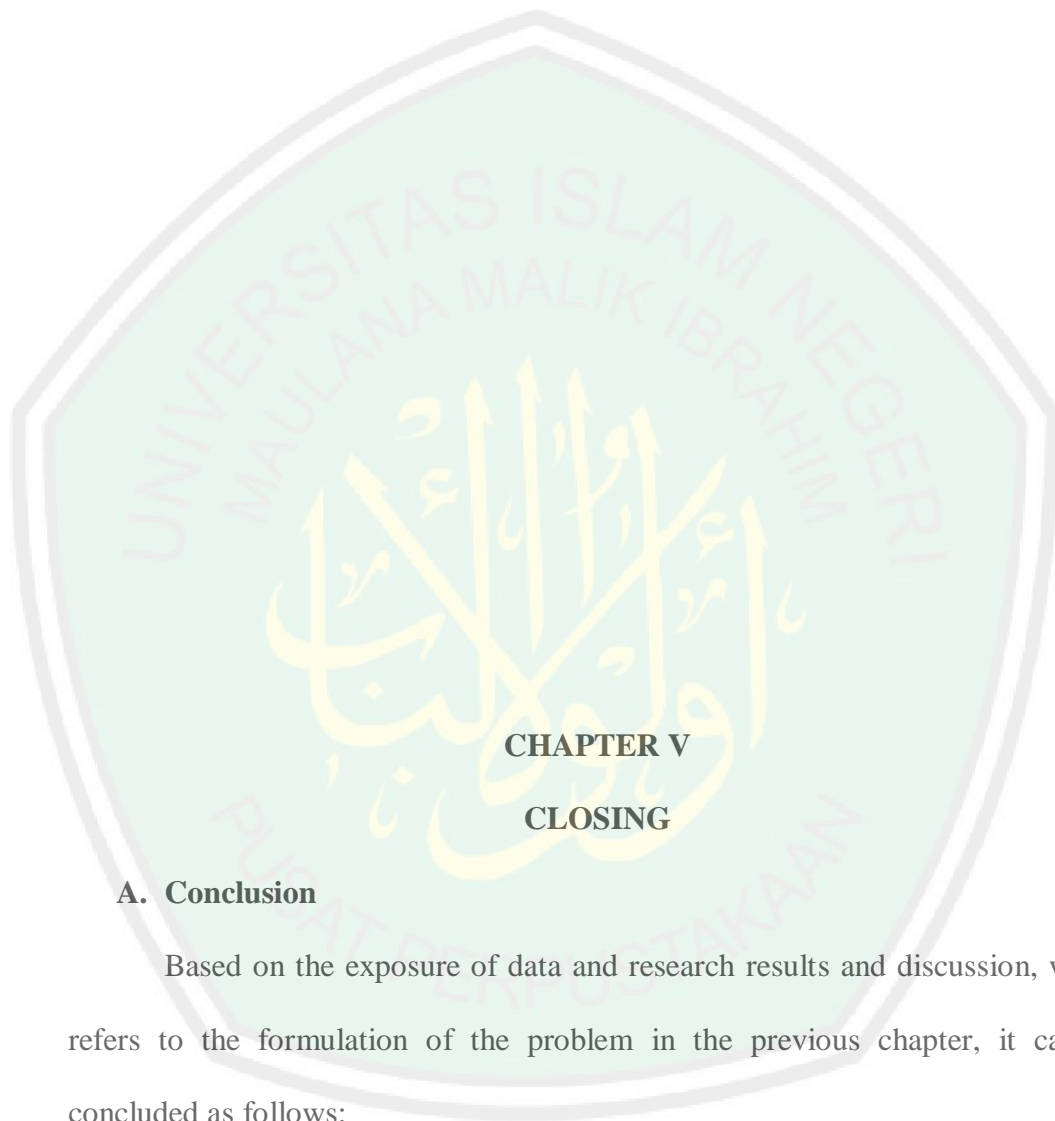 UNIVERSITAS ISLAM NEGERI
MAULANA MALIK IBRAHIM
CHAPTER V
CLOSING
A. Conclusion
Based on the exposure of data and research results and discussion,
refers to the formulation of the problem in the previous chapter, it
concluded as follows:
PUSAT PERPUSTAKAAN